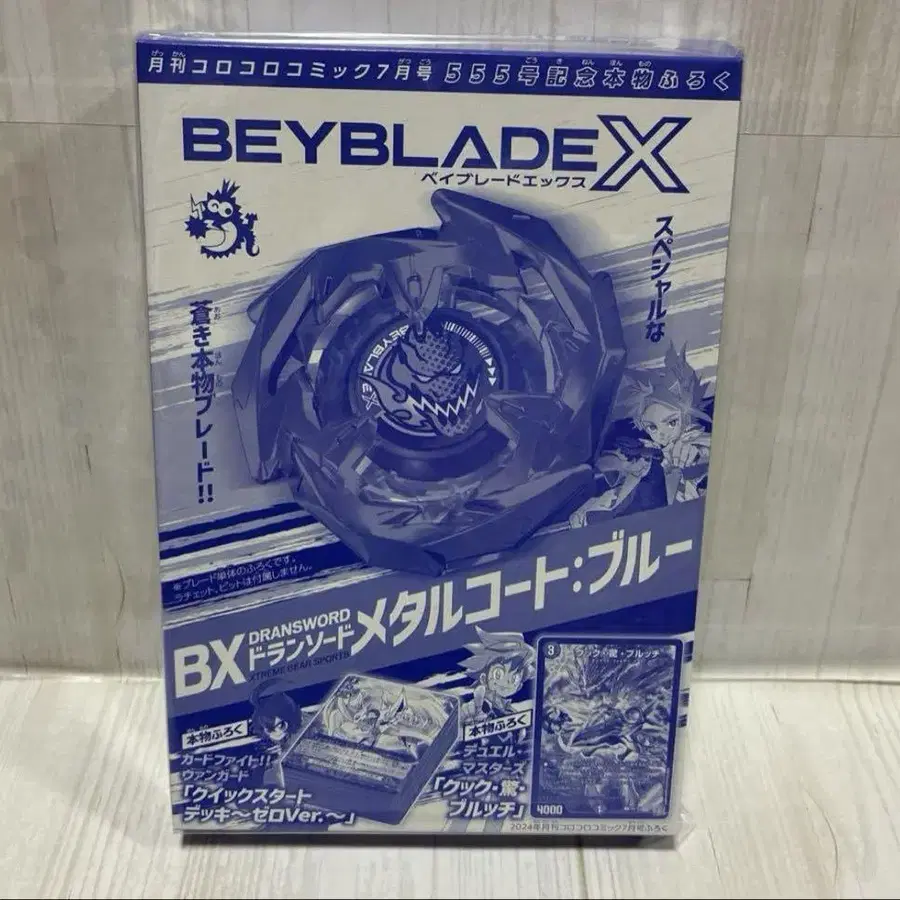 月刊コロコロコミック7月号 555号記念本物ふろく
BEYBLADE X
ベイブレードエックス
スペシャルな
蒼き本物ブレード!!
BEYBLADE X
※ブレード単体のふろくです。
ラチェット、ビットは付属しません。
BX
DRANSWORD
ドランソード
XTREME GEAR SPORTS
メタルコート:ブルー
本物ふろく
カードファイト!!
ヴァンガード
「クイックスタート
デッキ〜ゼロVer.〜」
本物ふろく
デュエル・
マスターズ
「クック・驚・
ブルッチ」
3
クック・驚・ブルッチ
4000
2024年月刊コロコロコミック7月号ふろく